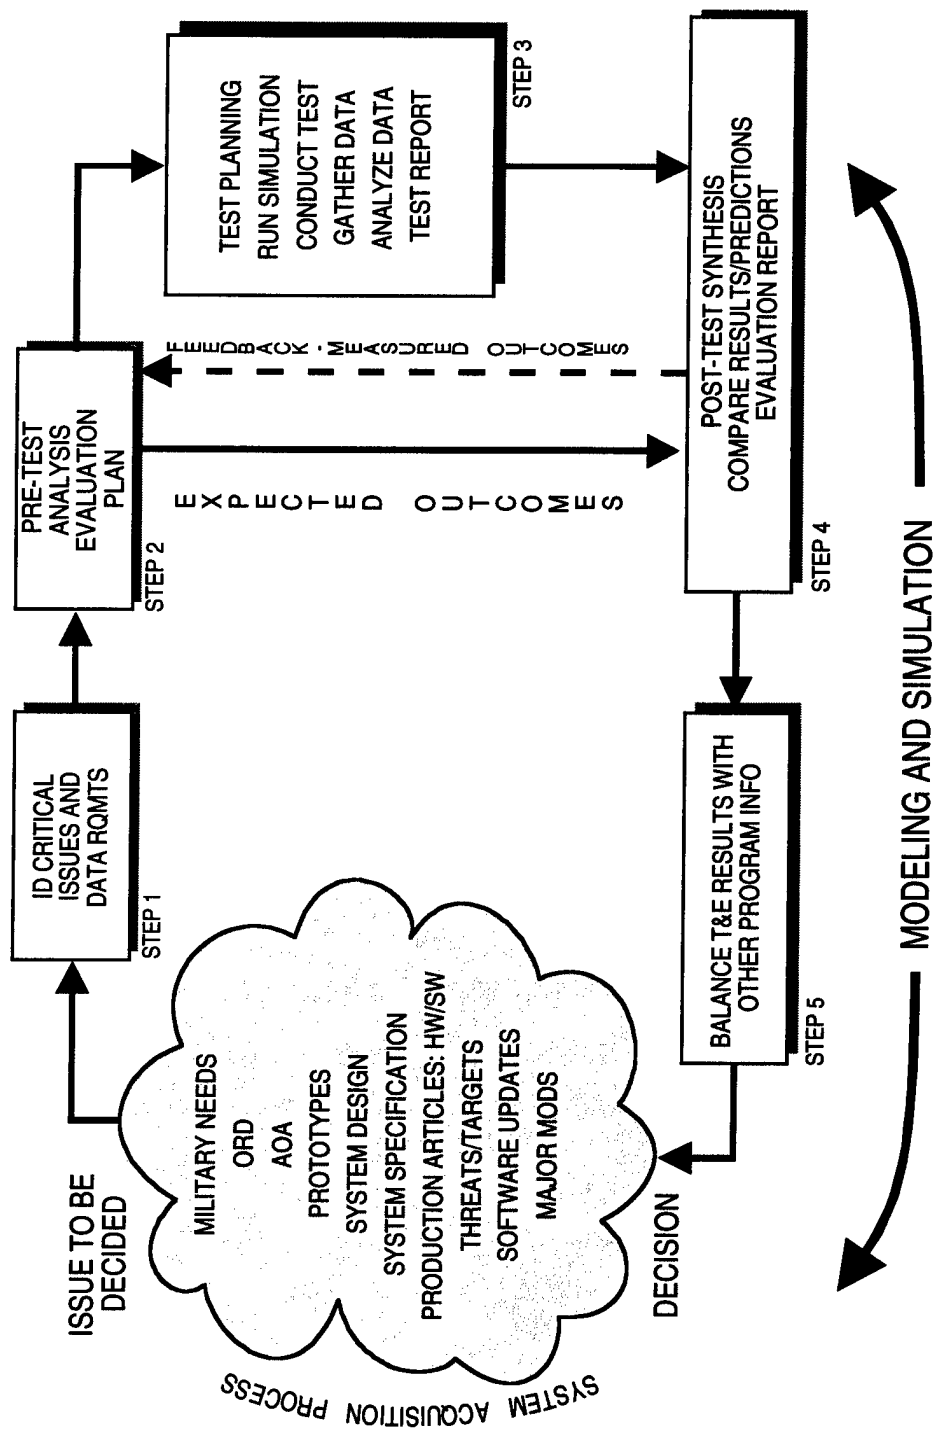 ISSUE TO BE
DECIDED
MILITARY NEEDS
ORD
AOA
PROTOTYPES
SYSTEM DESIGN
SYSTEM SPECIFICATION
PRODUCTION ARTICLES: HW/SW
THREATS/TARGETS
SOFTWARE UPDATES
MAJOR MODS
SYSTEM ACQUISITION PROCESS
DECISION
ID CRITICAL
ISSUES AND
DATA RQMTS
STEP 1
PRE-TEST
ANALYSIS
EVALUATION
PLAN
STEP 2
EXPECTED OUTCOMES
FEEDBACK - MEASURED OUTCOMES
TEST PLANNING
RUN SIMULATION
CONDUCT TEST
GATHER DATA
ANALYZE DATA
TEST REPORT
STEP 3
POST-TEST SYNTHESIS
COMPARE RESULTS/PREDICTIONS
EVALUATION REPORT
STEP 4
BALANCE T&E RESULTS WITH
OTHER PROGRAM INFO
STEP 5
MODELING AND SIMULATION